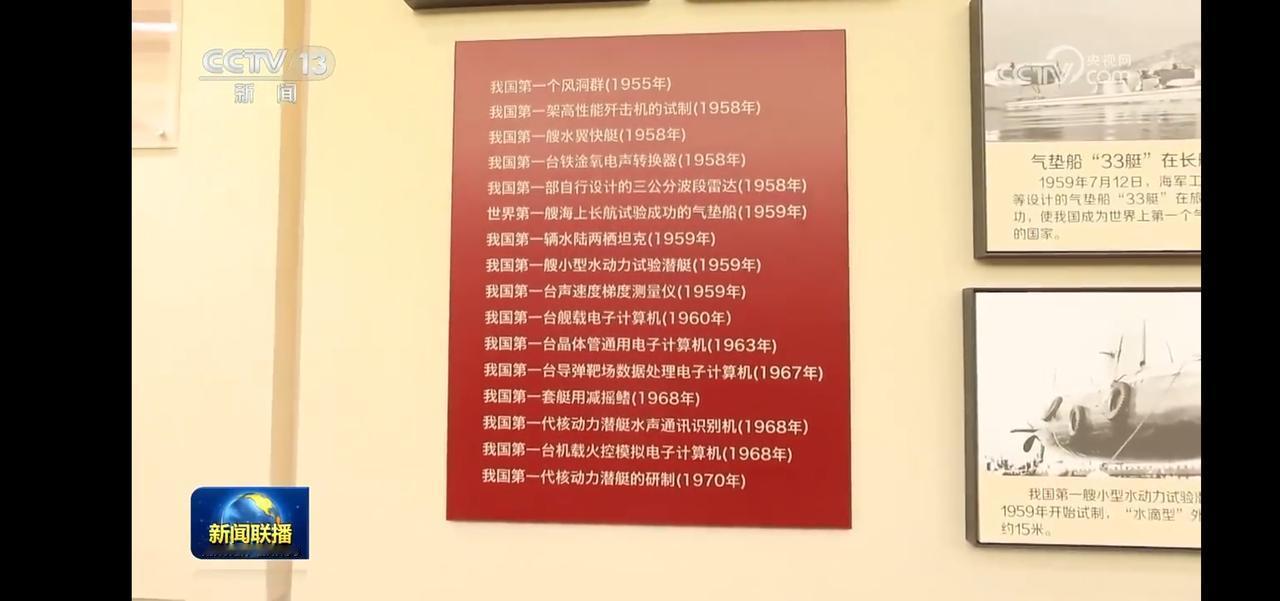 CCTV 13
新闻
我国第一个风洞群(1955年)
我国第一架高性能歼击机的试制(1958年)
我国第一艘水翼快艇(1958年)
我国第一台铁淦氧电声转换器(1958年)
我国第一部自行设计的三公分波段雷达(1958年)
世界第一艘海上长航试验成功的气垫船(1959年)
我国第一辆水陆两栖坦克(1959年)
我国第一艘小型水动力试验潜艇(1959年)
我国第一台声速度梯度测量仪(1959年)
我国第一台舰载电子计算机(1960年)
我国第一台晶体管通用电子计算机(1963年)
我国第一台导弹靶场数据处理电子计算机(1967年)
我国第一套艇用减摇鳍(1968年)
我国第一代核动力潜艇水声通讯识别机(1968年)
我国第一台机载火控模拟电子计算机(1968年)
我国第一代核动力潜艇的研制(1970年)
CCTV 央视网
com
气垫船“33艇”在长
1959年7月12日，海军工
等设计的气垫船“33艇”在旅
功，使我国成为世界上第一个
的国家。
我国第一艘小型水动力试验
1959年开始试制，“水滴型”外
约15米。
新闻联播